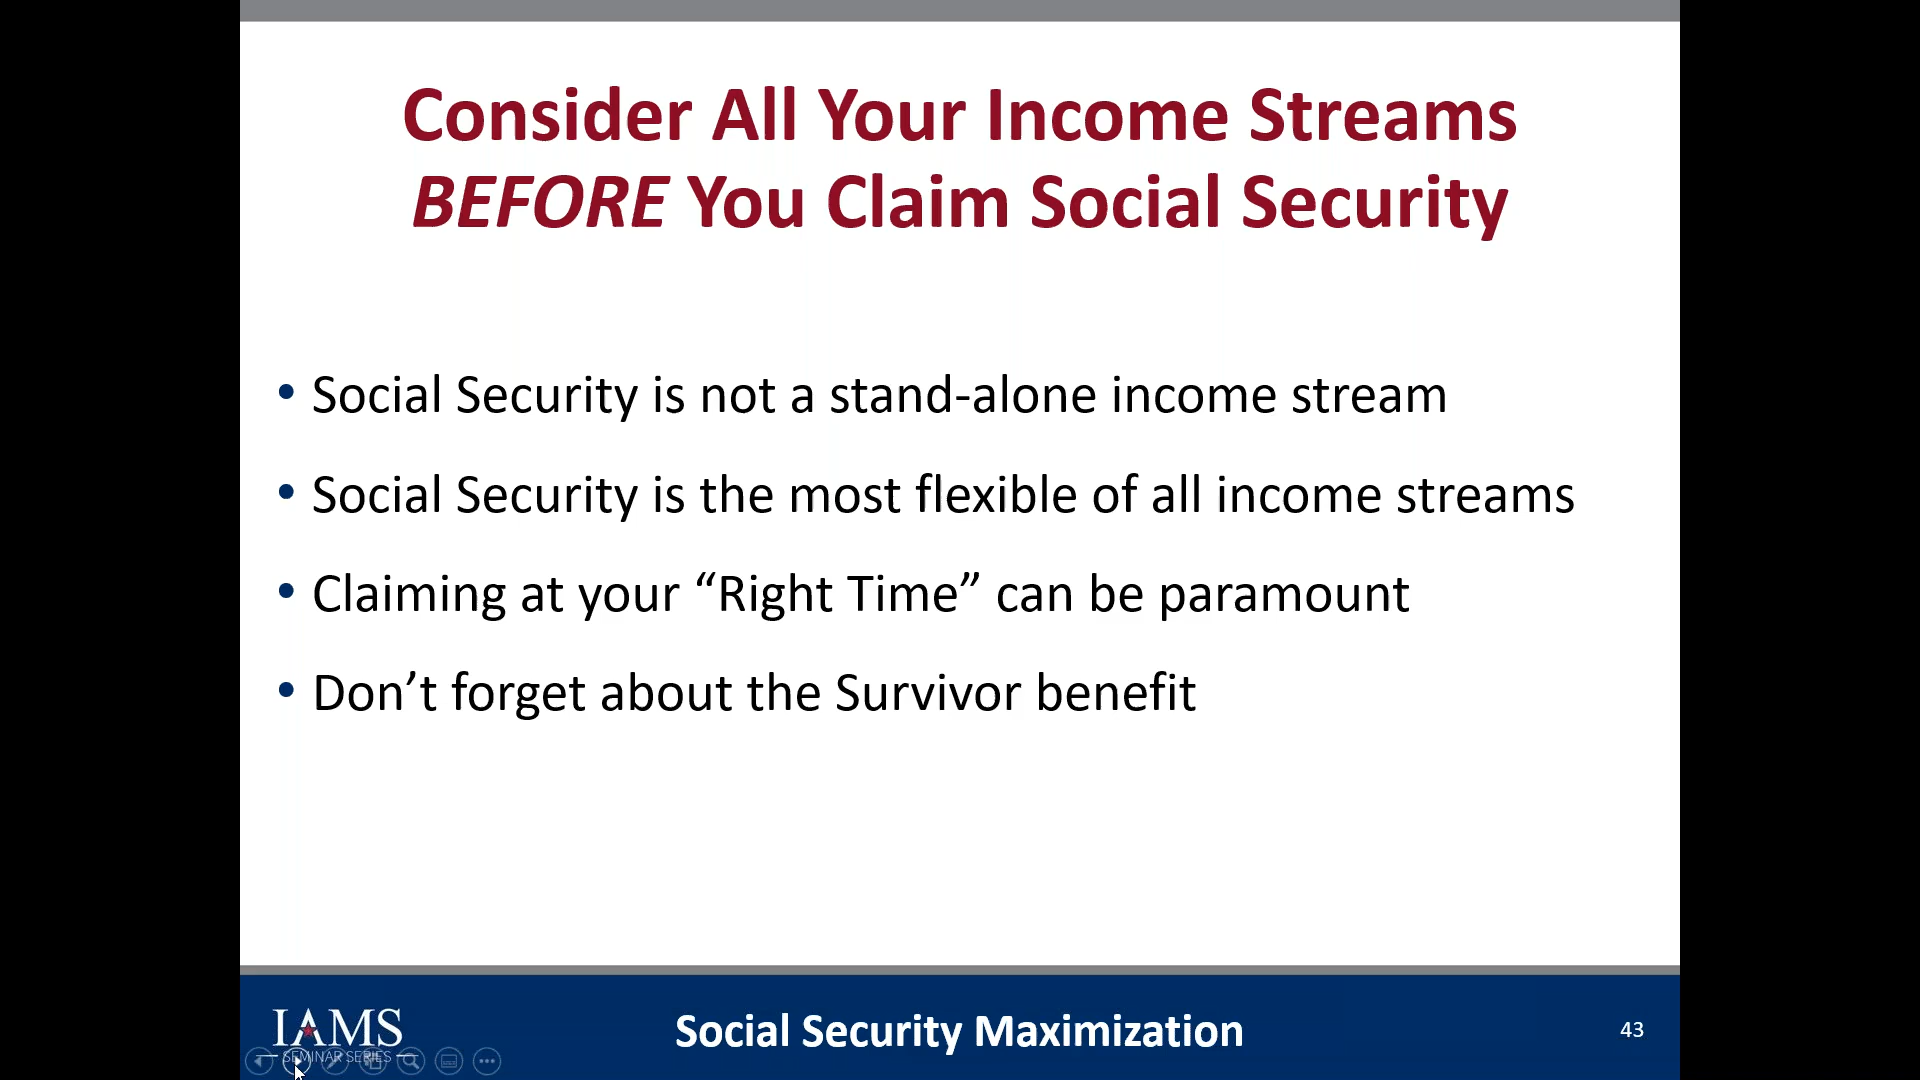 Consider All Your Income Streams
BEFORE You Claim Social Security
• Social Security is not a stand-alone income stream
• Social Security is the most flexible of all income streams
• Claiming at your “Right Time” can be paramount
• Don’t forget about the Survivor benefit
IAMS
SEMINAR SERIES
Social Security Maximization
43